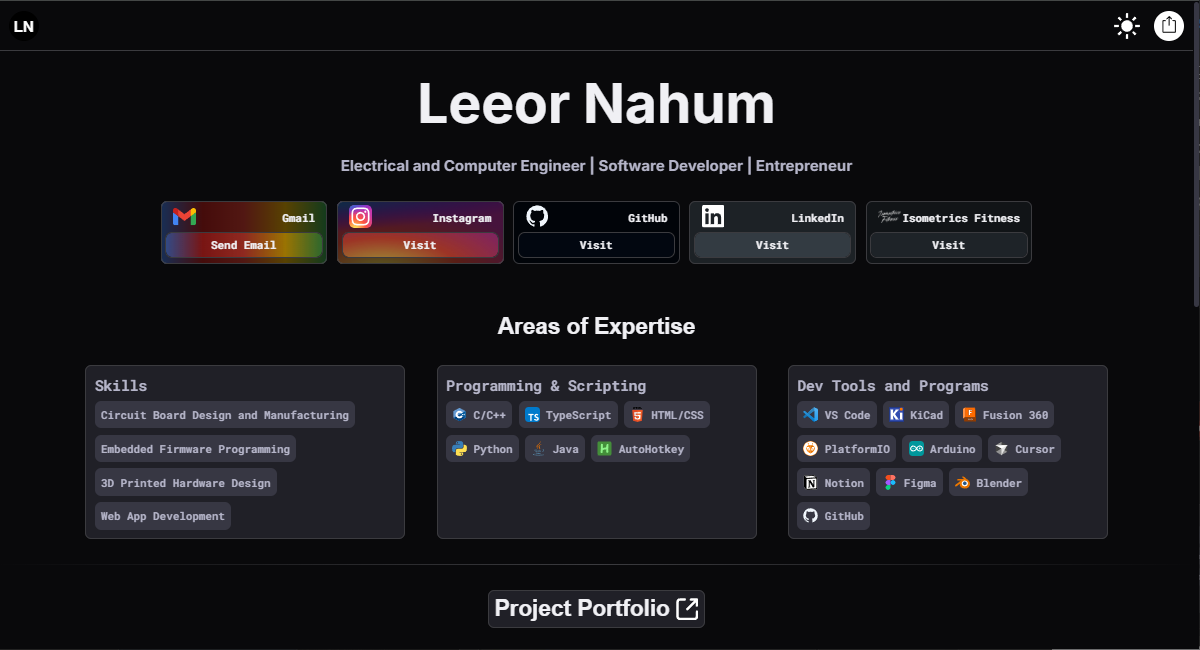 LN
Leeor Nahum
Electrical and Computer Engineer | Software Developer | Entrepreneur
Gmail
Send Email
Instagram
Visit
GitHub
Visit
LinkedIn
Visit
Isometrics Fitness
Isometrics Fitness
Visit
Areas of Expertise
Skills
Circuit Board Design and Manufacturing
Embedded Firmware Programming
3D Printed Hardware Design
Web App Development
Programming & Scripting
C/C++ TypeScript HTML/CSS
Python Java AutoHotkey
Dev Tools and Programs
VS Code KiCad Fusion 360
PlatformIO Arduino Cursor
Notion Figma Blender
GitHub
Project Portfolio